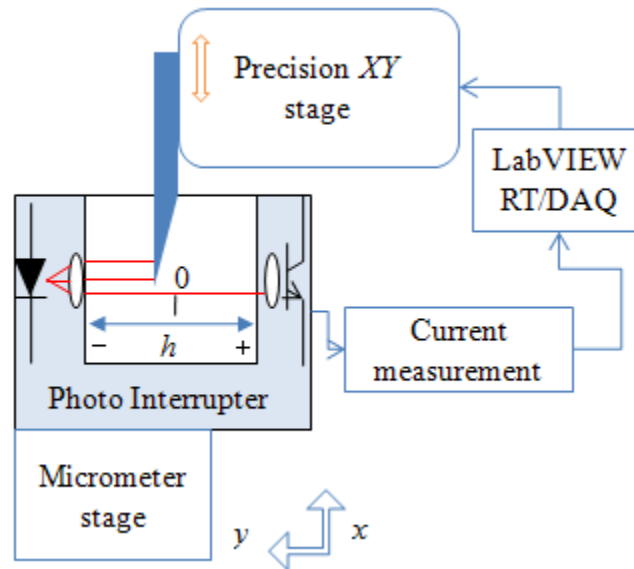 Precision XY
stage
LabVIEW
RT/DAQ
0
− h +
Current
measurement
Photo Interrupter
Micrometer
stage
y x